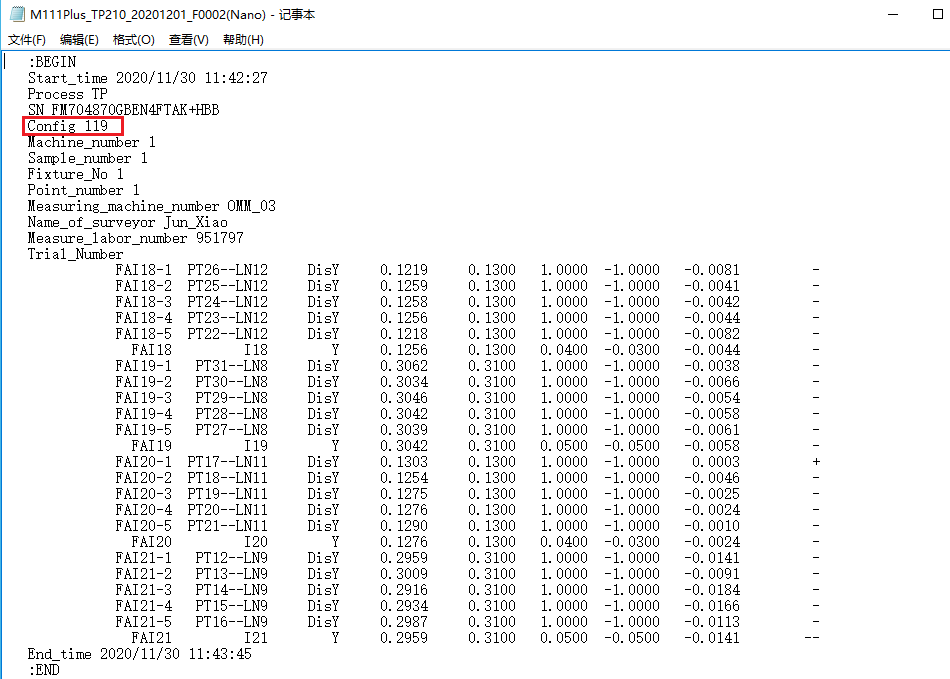 M111Plus_TP210_20201201_F0002(Nano) - 记事本
文件(F) 编辑(E) 格式(O) 查看(V) 帮助(H)
:BEGIN
Start_time 2020/11/30 11:42:27
Process TP
SN FM704870GBEN4FTAK+HBB
Config 119
Machine_number 1
Sample_number 1
Fixture_No 1
Point_number 1
Measuring_machine_number OMM_03
Name_of_surveyor Jun_Xiao
Measure_labor_number 951797
Trial_Number
FAI18-1 PT26--LN12 DisY 0.1219 0.1300 1.0000 -1.0000 -0.0081 -
FAI18-2 PT25--LN12 DisY 0.1259 0.1300 1.0000 -1.0000 -0.0041 -
FAI18-3 PT24--LN12 DisY 0.1258 0.1300 1.0000 -1.0000 -0.0042 -
FAI18-4 PT23--LN12 DisY 0.1256 0.1300 1.0000 -1.0000 -0.0044 -
FAI18-5 PT22--LN12 DisY 0.1218 0.1300 1.0000 -1.0000 -0.0082 -
FAI18 I18 Y 0.1256 0.1300 0.0400 -0.0300 -0.0044 -
FAI19-1 PT31--LN8 DisY 0.3062 0.3100 1.0000 -1.0000 -0.0038 -
FAI19-2 PT30--LN8 DisY 0.3034 0.3100 1.0000 -1.0000 -0.0066 -
FAI19-3 PT29--LN8 DisY 0.3046 0.3100 1.0000 -1.0000 -0.0054 -
FAI19-4 PT28--LN8 DisY 0.3042 0.3100 1.0000 -1.0000 -0.0058 -
FAI19-5 PT27--LN8 DisY 0.3039 0.3100 1.0000 -1.0000 -0.0061 -
FAI19 I19 Y 0.3042 0.3100 0.0500 -0.0500 -0.0058 -
FAI20-1 PT17--LN11 DisY 0.1303 0.1300 1.0000 -1.0000 0.0003 +
FAI20-2 PT18--LN11 DisY 0.1254 0.1300 1.0000 -1.0000 -0.0046 -
FAI20-3 PT19--LN11 DisY 0.1275 0.1300 1.0000 -1.0000 -0.0025 -
FAI20-4 PT20--LN11 DisY 0.1276 0.1300 1.0000 -1.0000 -0.0024 -
FAI20-5 PT21--LN11 DisY 0.1290 0.1300 1.0000 -1.0000 -0.0010 -
FAI20 I20 Y 0.1276 0.1300 0.0400 -0.0300 -0.0024 -
FAI21-1 PT12--LN9 DisY 0.2959 0.3100 1.0000 -1.0000 -0.0141 -
FAI21-2 PT13--LN9 DisY 0.3009 0.3100 1.0000 -1.0000 -0.0091 -
FAI21-3 PT14--LN9 DisY 0.2916 0.3100 1.0000 -1.0000 -0.0184 -
FAI21-4 PT15--LN9 DisY 0.2934 0.3100 1.0000 -1.0000 -0.0166 -
FAI21-5 PT16--LN9 DisY 0.2987 0.3100 1.0000 -1.0000 -0.0113 -
FAI21 I21 Y 0.2959 0.3100 0.0500 -0.0500 -0.0141 --
End_time 2020/11/30 11:43:45
:END